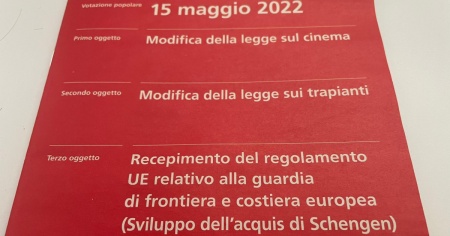 Votazione popolare 15 maggio 2022
Primo oggetto Modifica della legge sul cinema
Secondo oggetto Modifica della legge sui trapianti
Terzo oggetto Recepimento del regolamento
UE relativo alla guardia
di frontiera e costiera europea
(Sviluppo dell'acquis di Schengen)